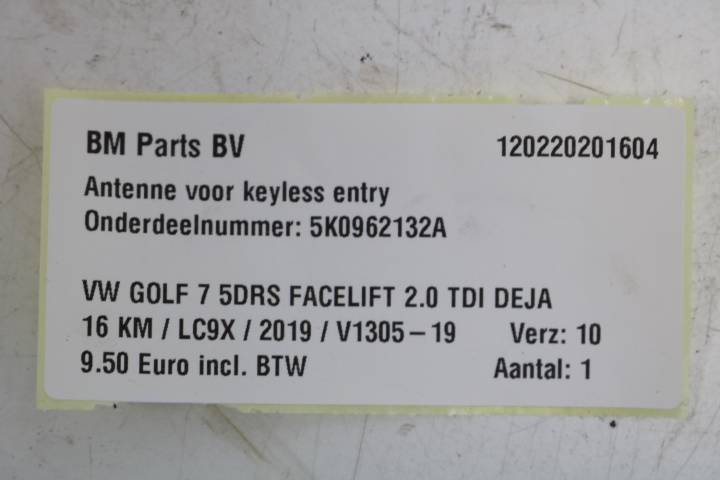 BM Parts BV 120220201604
Antenne voor keyless entry
Onderdeelnummer: 5K0962132A
VW GOLF 7 5DRS FACELIFT 2.0 TDI DEJA
16 KM / LC9X / 2019 / V1305-19 Verz: 10
9.50 Euro incl. BTW Aantal: 1